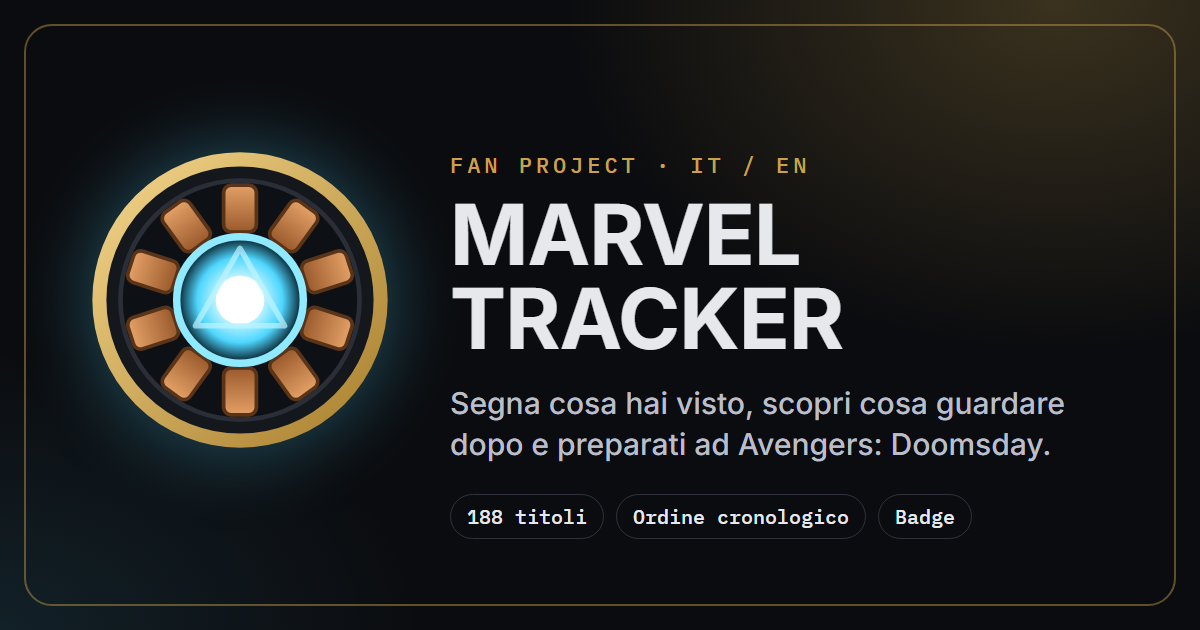 FAN PROJECT · IT / EN
MARVEL
TRACKER
Segna cosa hai visto, scopri cosa guardare
dopo e preparati ad Avengers: Doomsday.
188 titoli
Ordine cronologico
Badge